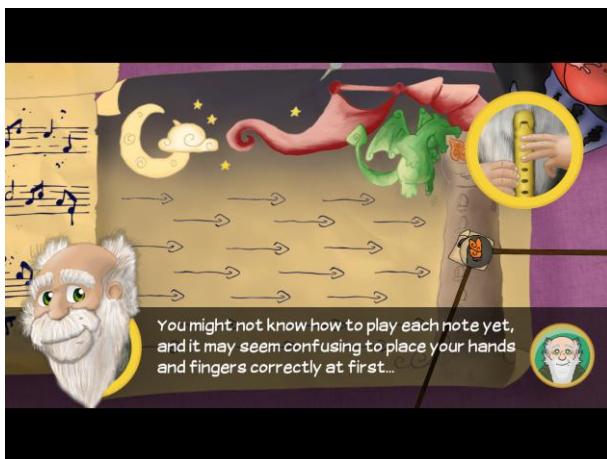 You might not know how to play each note yet,
and it may seem confusing to place your hands
and fingers correctly at first...